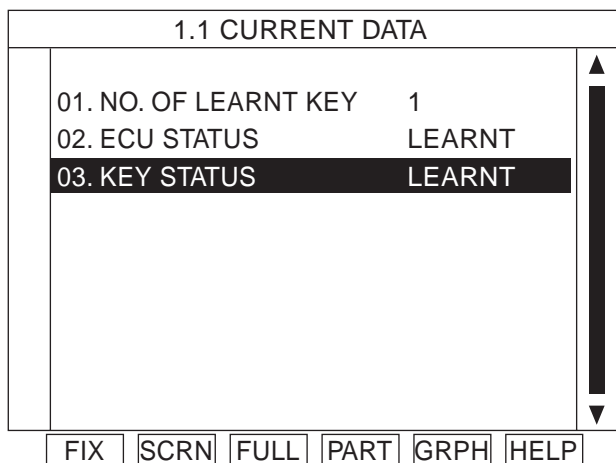 1.1 CURRENT DATA
01. NO. OF LEARNT KEY 1
02. ECU STATUS LEARNT
03. KEY STATUS LEARNT
FIX SCRN FULL PART GRPH HELP